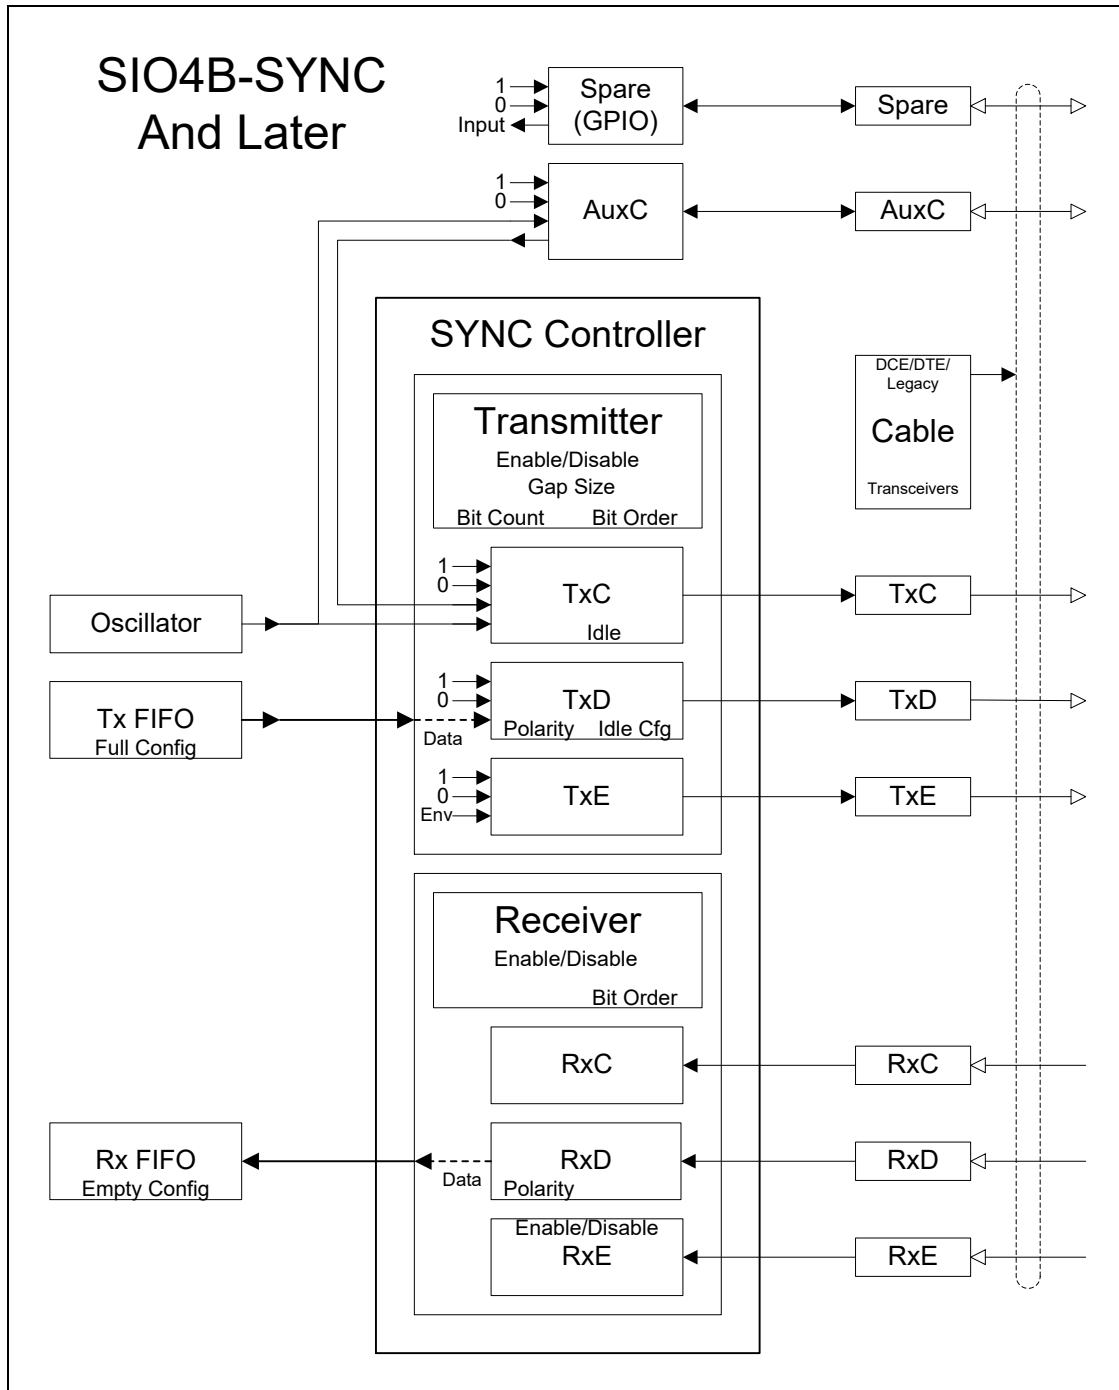 SIO4B-SYNC
And Later
1
0
Input
Spare
(GPIO)
Spare
1
0
AuxC
AuxC
SYNC Controller
DCE/DTE/
Legacy
Cable
Transceivers
Transmitter
Enable/Disable
Gap Size
Bit Count Bit Order
1
0
TxC
Idle
TxC
Oscillator
1
0
Data
TxD
Polarity Idle Cfg
TxD
Tx FIFO
Full Config
1
0
Env
TxE
TxE
Receiver
Enable/Disable
Bit Order
RxC
RxC
Rx FIFO
Empty Config
Data
RxD
Polarity
RxD
Enable/Disable
RxE
RxE